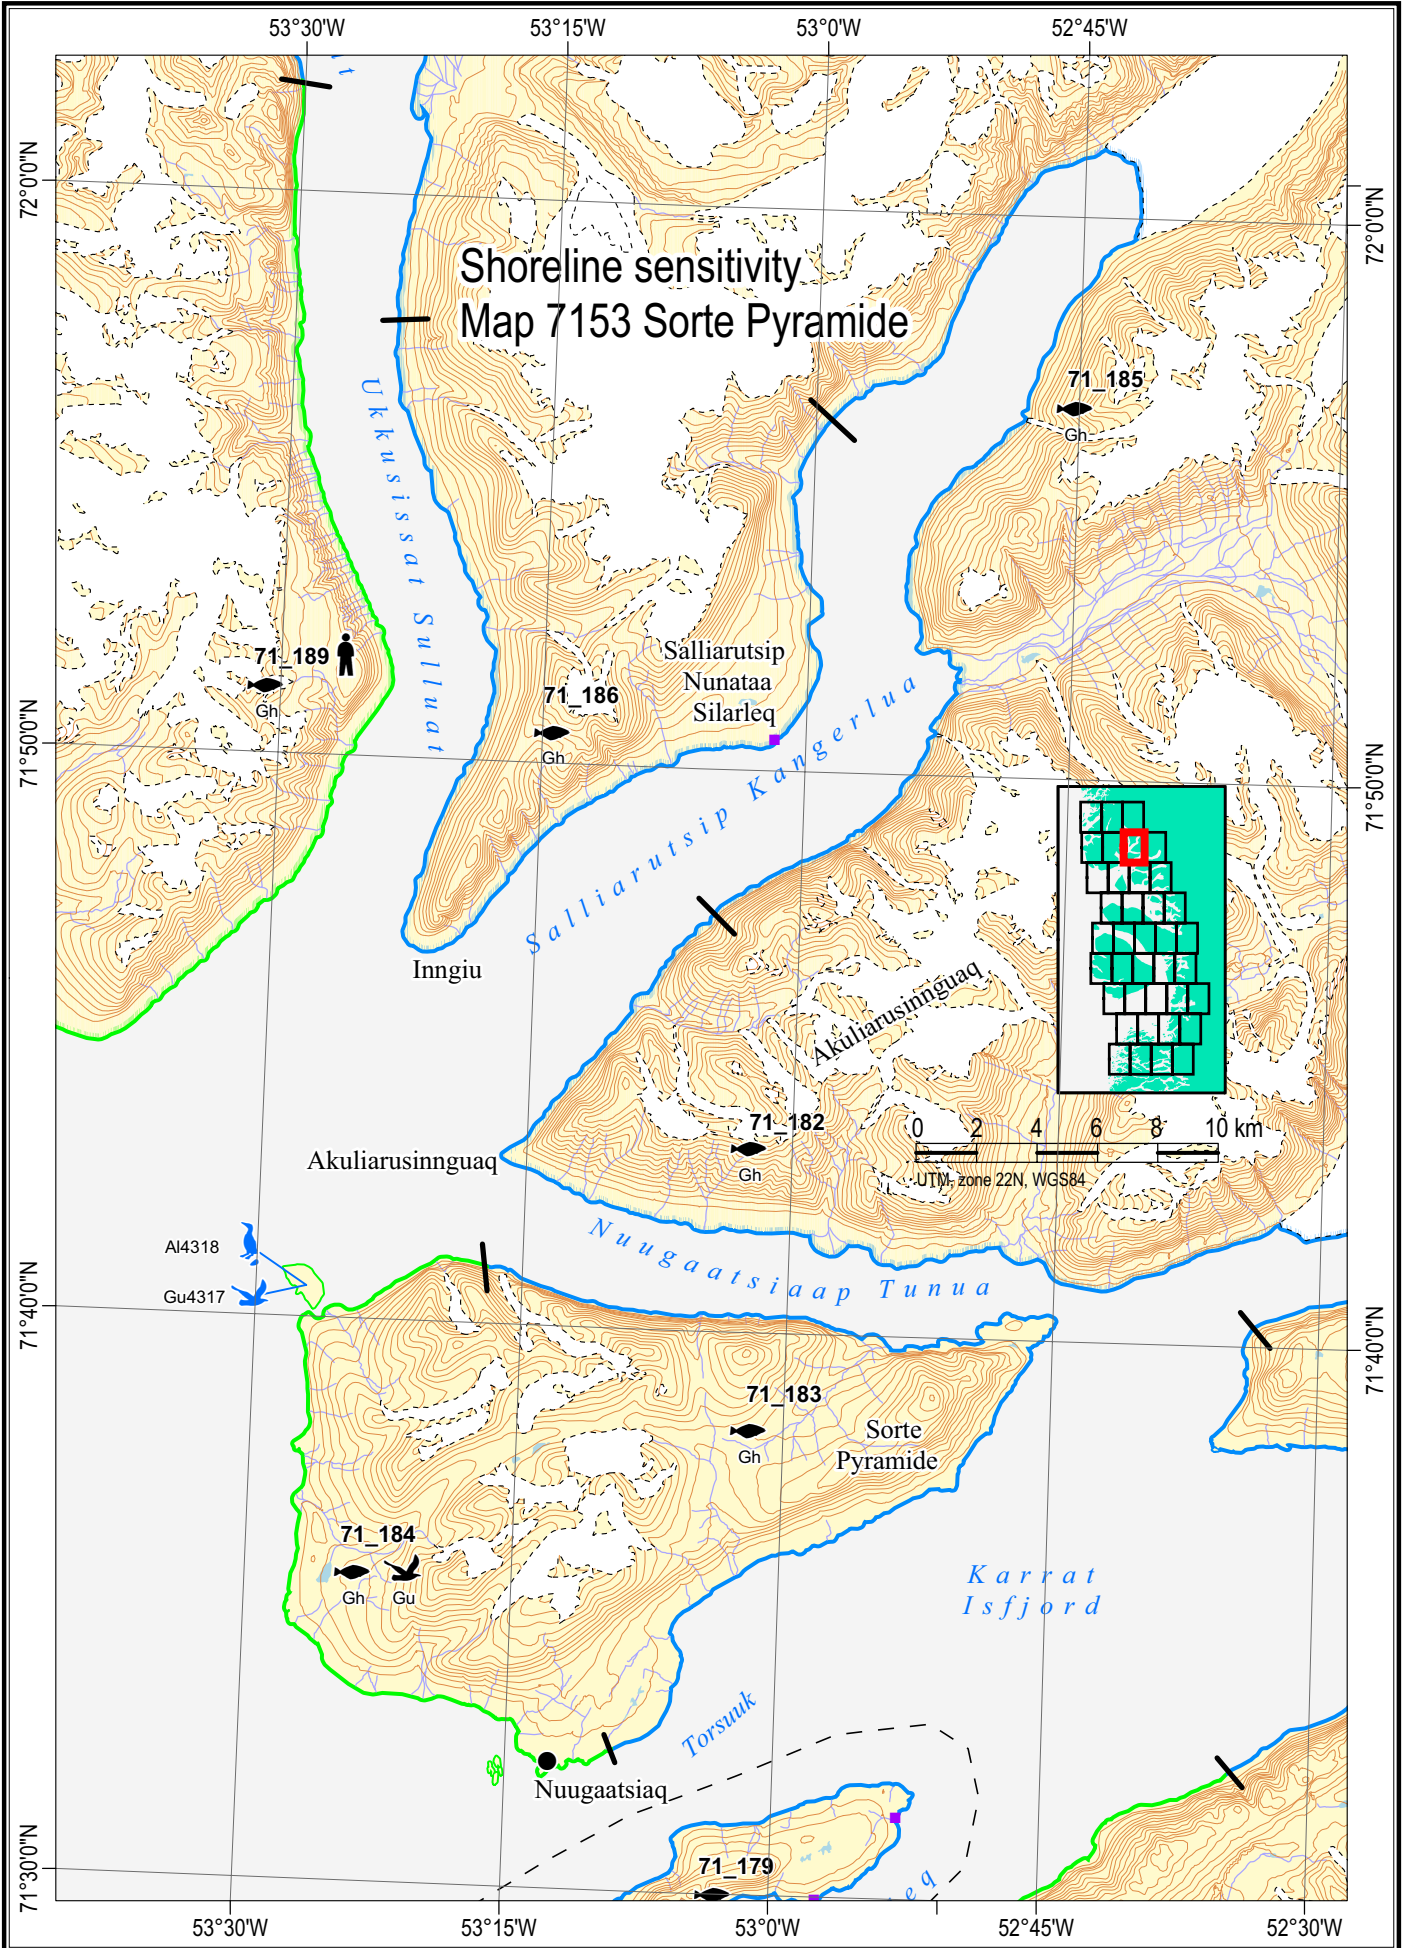 53°30'W 53°15'W 53°0'W 52°45'W
t
72°0'0"N
72°0'0"N
Shoreline sensitivity
Map 7153 Sorte Pyramide
71_185
Gh
Ukkusissat Sulluat
71_189
Gh
71_186
Gh
Salliarutsip
Nunataa
Silarleq
Salliarutsip Kangerlua
71°50'0"N
71°50'0"N
Inngiu
Akuliarusinnguaq
71_182
Gh
0 2 4 6 8 10 km
UTM, zone 22N, WGS84
Akuliarusinnguaq
Nuugaatsiaap Tunua
Al4318
Gu4317
71°40'0"N
71°40'0"N
71_183
Gh
Sorte
Pyramide
71_184
Gh Gu
Karrat
Isfjord
Torsuuk
Nuugaatsiaq
71_179
eq
71°30'0"N
53°30'W 53°15'W 53°0'W 52°45'W 52°30'W